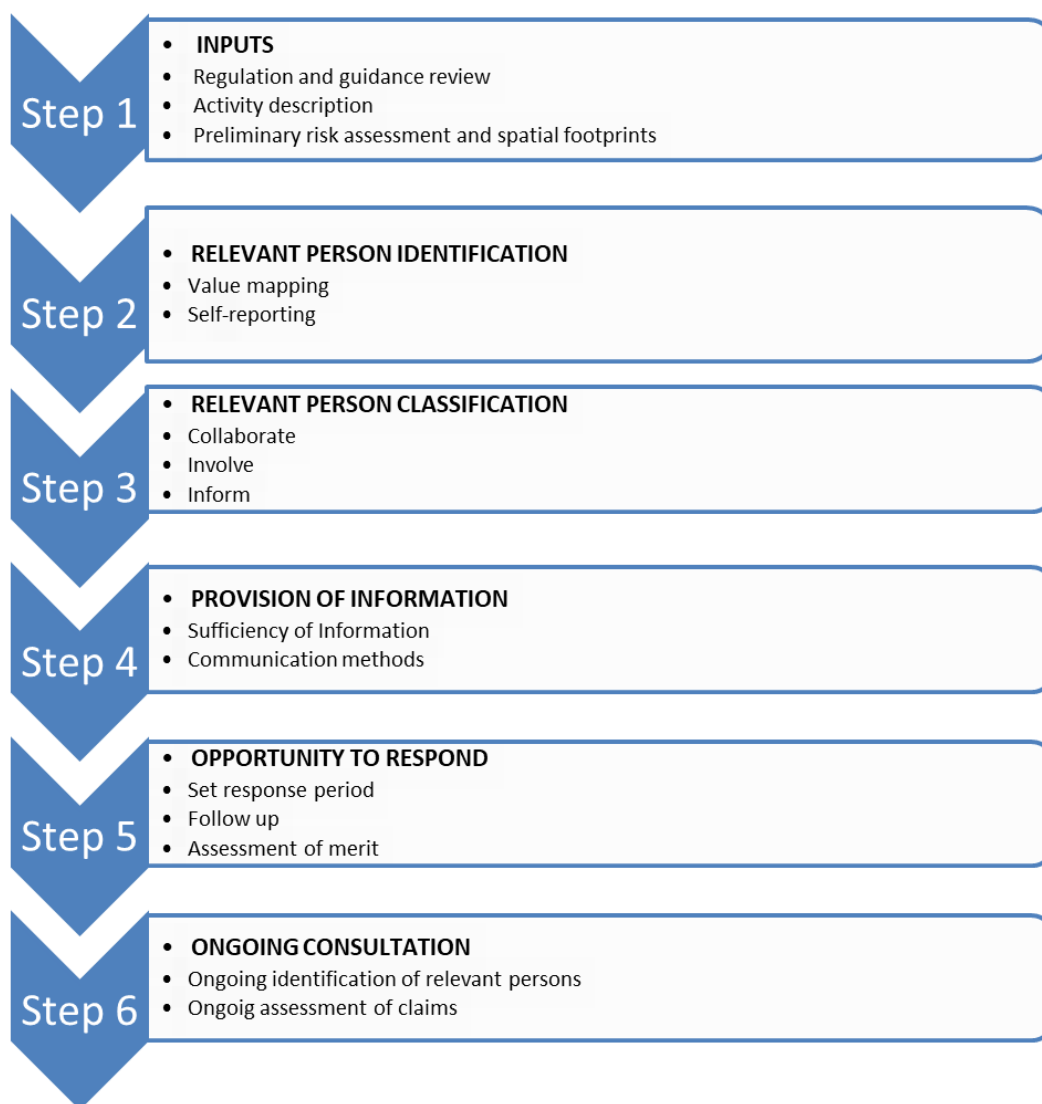 Step 1
• INPUTS
• Regulation and guidance review
• Activity description
• Preliminary risk assessment and spatial footprints
Step 2
• RELEVANT PERSON IDENTIFICATION
• Value mapping
• Self-reporting
Step 3
• RELEVANT PERSON CLASSIFICATION
• Collaborate
• Involve
• Inform
Step 4
• PROVISION OF INFORMATION
• Sufficiency of Information
• Communication methods
Step 5
• OPPORTUNITY TO RESPOND
• Set response period
• Follow up
• Assessment of merit
Step 6
• ONGOING CONSULTATION
• Ongoing identification of relevant persons
• Ongoig assessment of claims